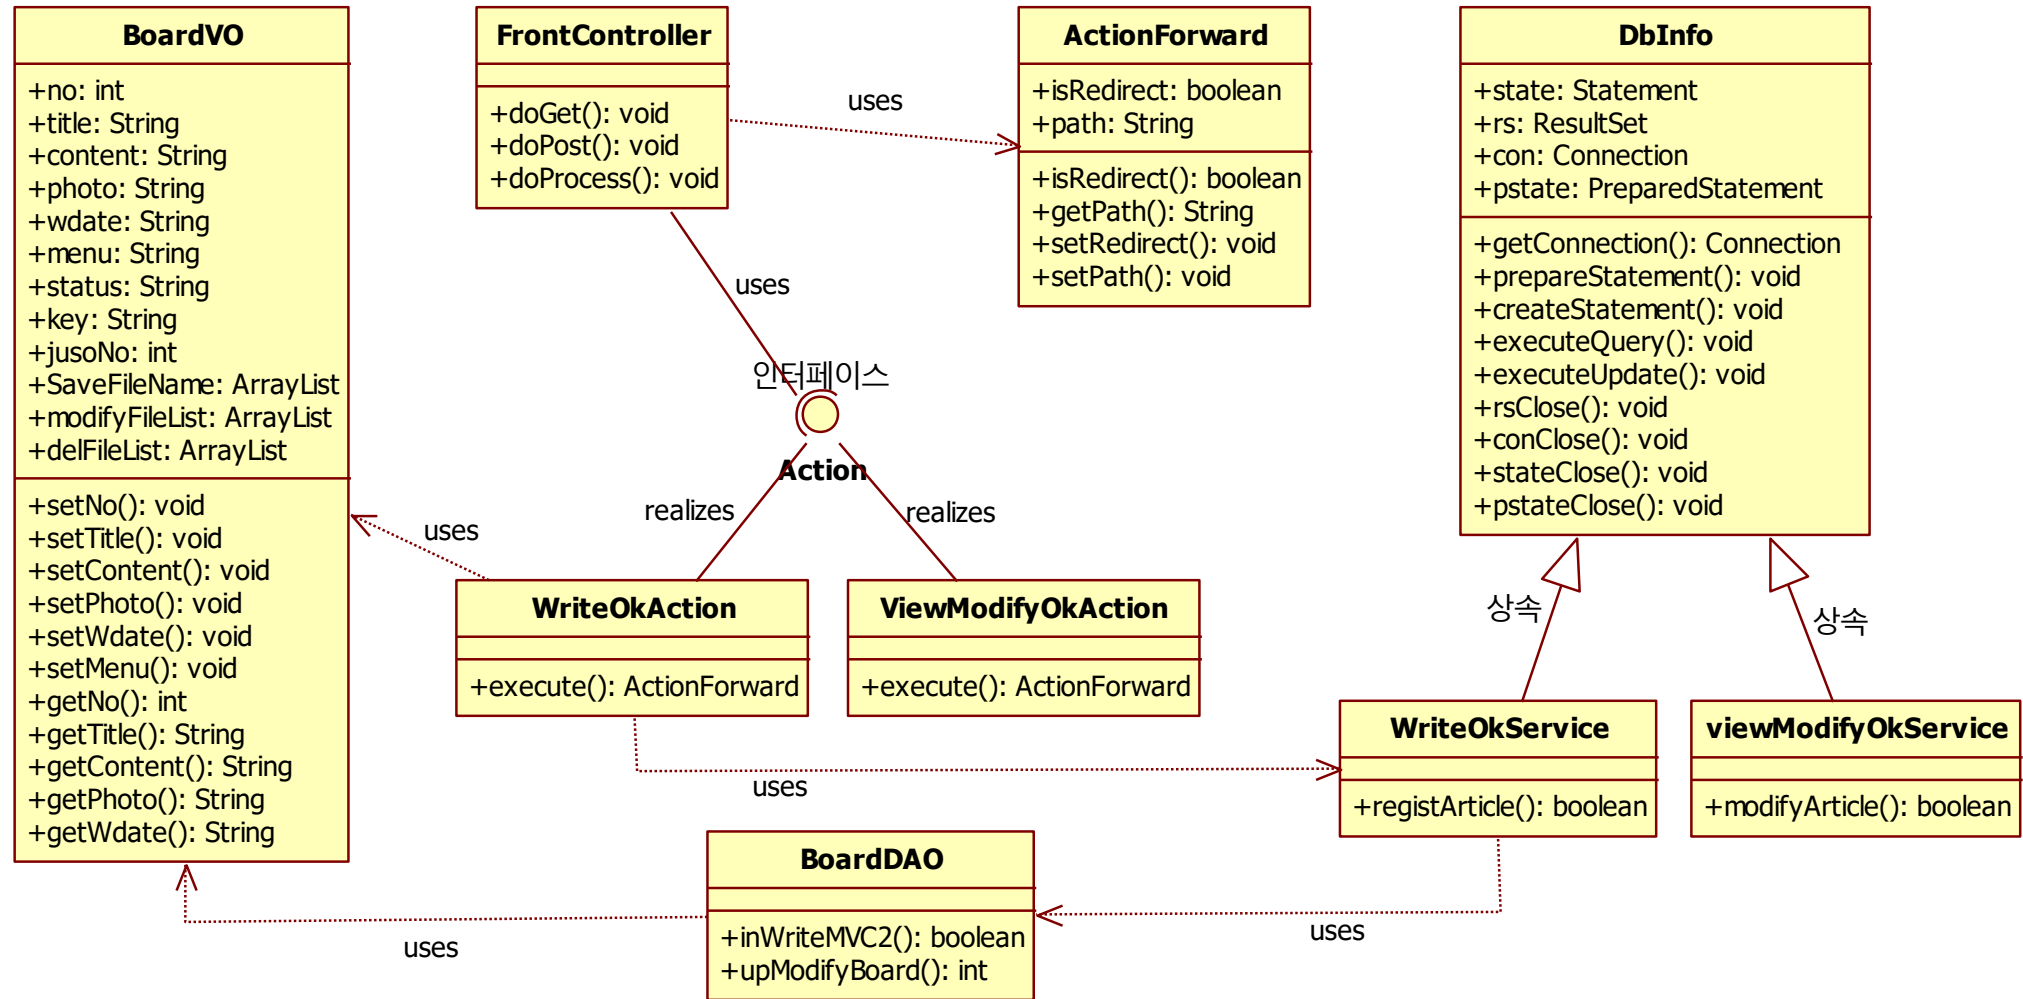 BoardVO
+no: int
+title: String
+content: String
+photo: String
+wdate: String
+menu: String
+status: String
+key: String
+jusoNo: int
+SaveFileName: ArrayList
+modifyFileList: ArrayList
+delFileList: ArrayList
+setNo(): void
+setTitle(): void
+setContent(): void
+setPhoto(): void
+setWdate(): void
+setMenu(): void
+getNo(): int
+getTitle(): String
+getContent(): String
+getPhoto(): String
+getWdate(): String
FrontController
+doGet(): void
+doPost(): void
+doProcess(): void
uses
ActionForward
+isRedirect: boolean
+path: String
+isRedirect(): boolean
+getPath(): String
+setRedirect(): void
+setPath(): void
uses
인터페이스
Action
realizes
realizes
uses
WriteOkAction
+execute(): ActionForward
ViewModifyOkAction
+execute(): ActionForward
DbInfo
+state: Statement
+rs: ResultSet
+con: Connection
+pstate: PreparedStatement
+getConnection(): Connection
+prepareStatement(): void
+createStatement(): void
+executeQuery(): void
+executeUpdate(): void
+rsClose(): void
+conClose(): void
+stateClose(): void
+pstateClose(): void
상속
상속
WriteOkService
+registArticle(): boolean
viewModifyOkService
+modifyArticle(): boolean
uses
BoardDAO
+inWriteMVC2(): boolean
+upModifyBoard(): int
uses
uses